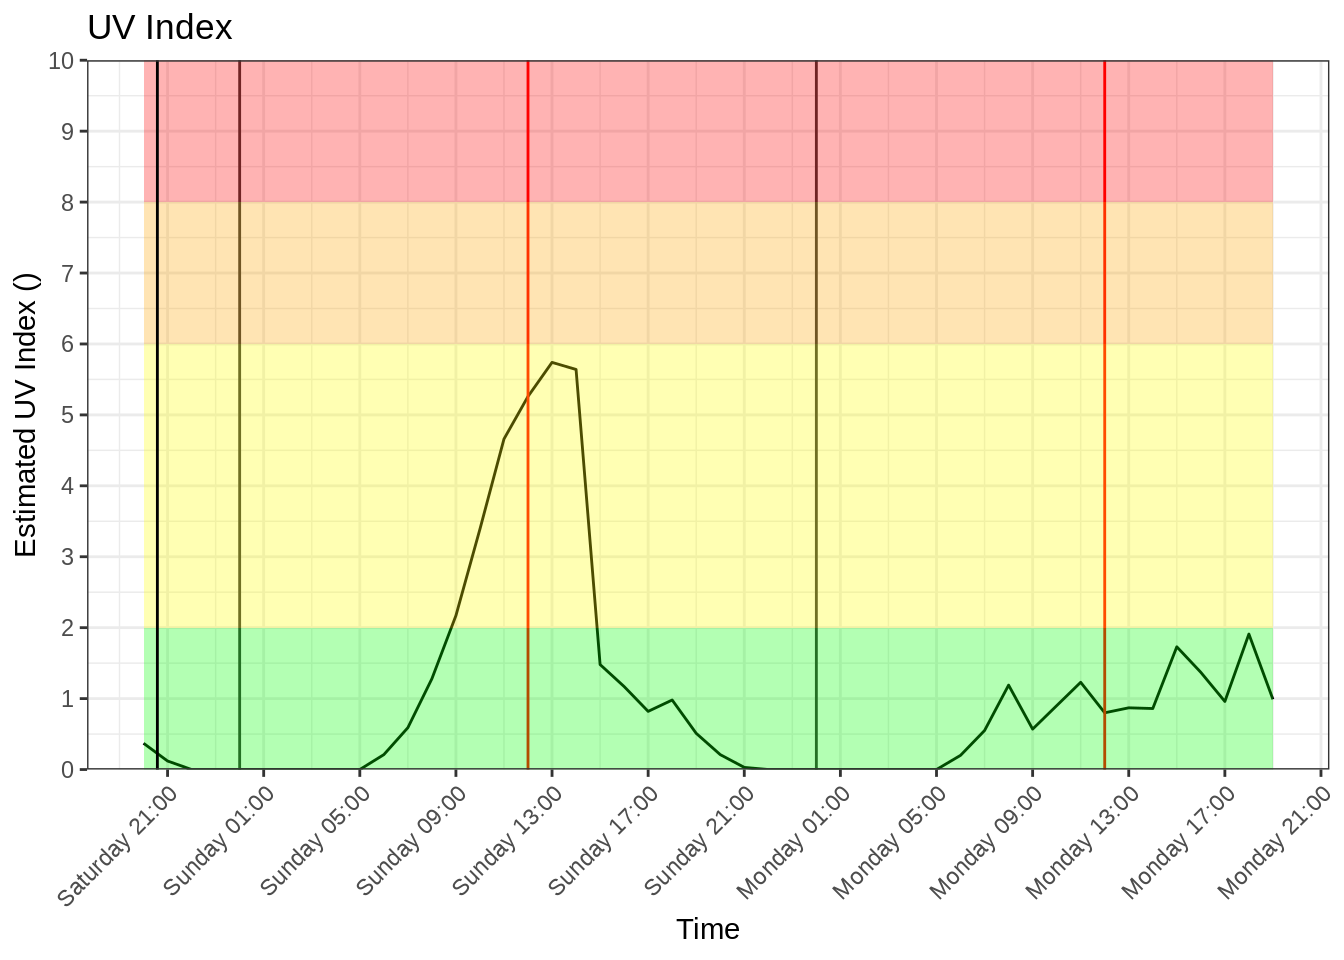 UV Index
Estimated UV Index ()
10
9
8
7
6
5
4
3
2
1
0
Saturday 21:00
Sunday 01:00
Sunday 05:00
Sunday 09:00
Sunday 13:00
Sunday 17:00
Sunday 21:00
Monday 01:00
Monday 05:00
Monday 09:00
Monday 13:00
Monday 17:00
Monday 21:00
Time